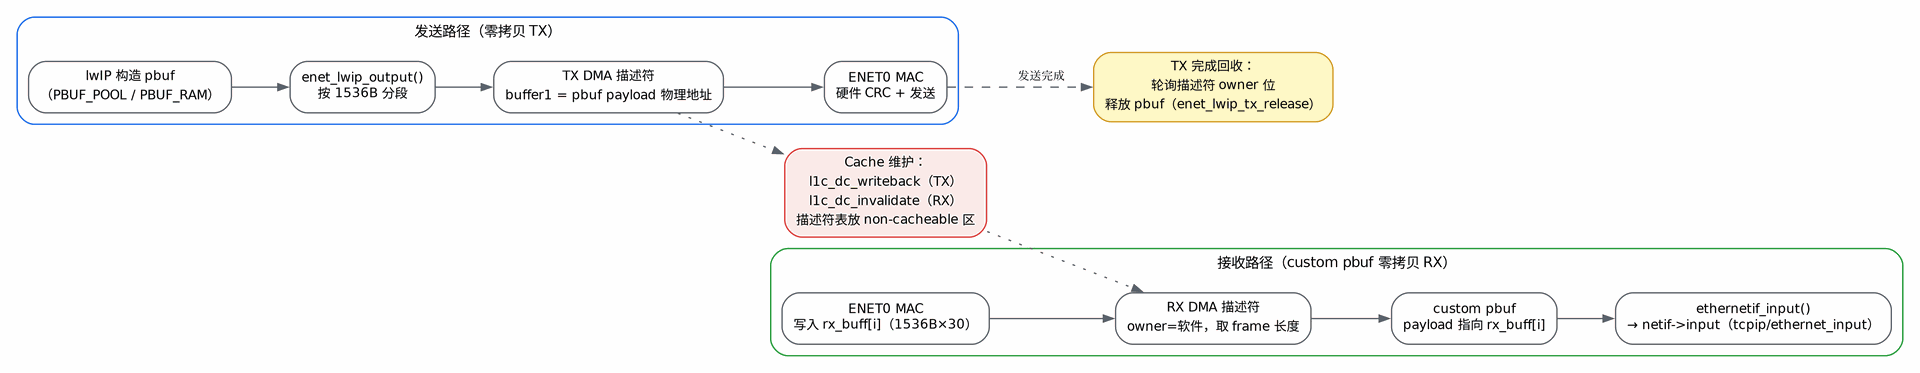 发送路径（零拷贝 TX）
lwIP 构造 pbuf
（PBUF_POOL / PBUF_RAM）
enet_lwip_output()
按 1536B 分段
TX DMA 描述符
buffer1 = pbuf payload 物理地址
ENET0 MAC
硬件 CRC + 发送
发送完成
TX 完成回收：
轮询描述符 owner 位
释放 pbuf（enet_lwip_tx_release）
Cache 维护：
l1c_dc_writeback（TX）
l1c_dc_invalidate（RX）
描述符表放 non-cacheable 区
接收路径（custom pbuf 零拷贝 RX）
ENET0 MAC
写入 rx_buff[i]（1536B×30）
RX DMA 描述符
owner=软件，取 frame 长度
custom pbuf
payload 指向 rx_buff[i]
ethernetif_input()
→ netif->input（tcpip/ethernet_input）